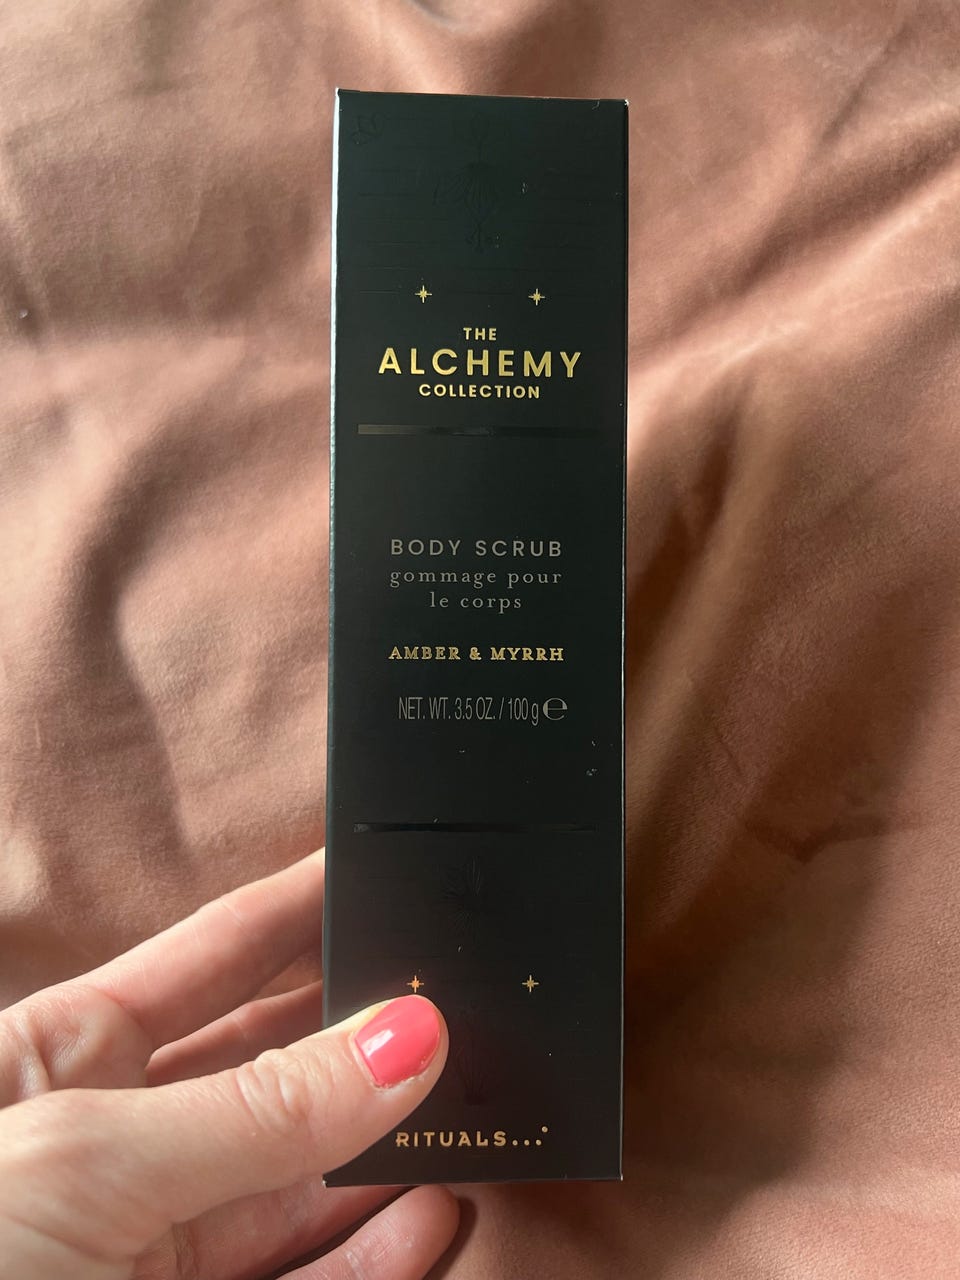 THE
ALCHEMY
COLLECTION
BODY SCRUB
gommage pour
le corps
AMBER & MYRRH
NET. WT. 3.5 OZ. / 100 g ℮
RITUALS...